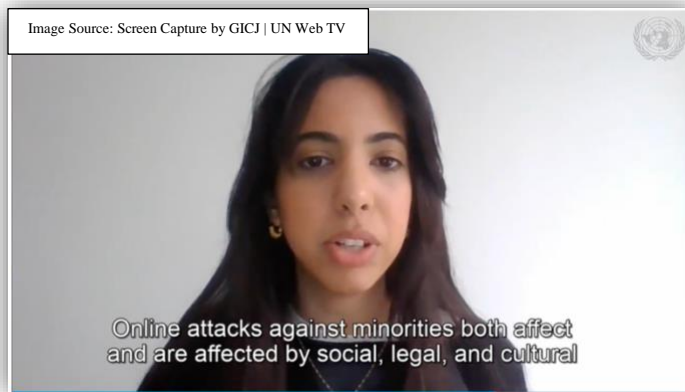 Image Source: Screen Capture by GICJ | UN Web TV
Online attacks against minorities both affect
and are affected by social, legal, and cultural